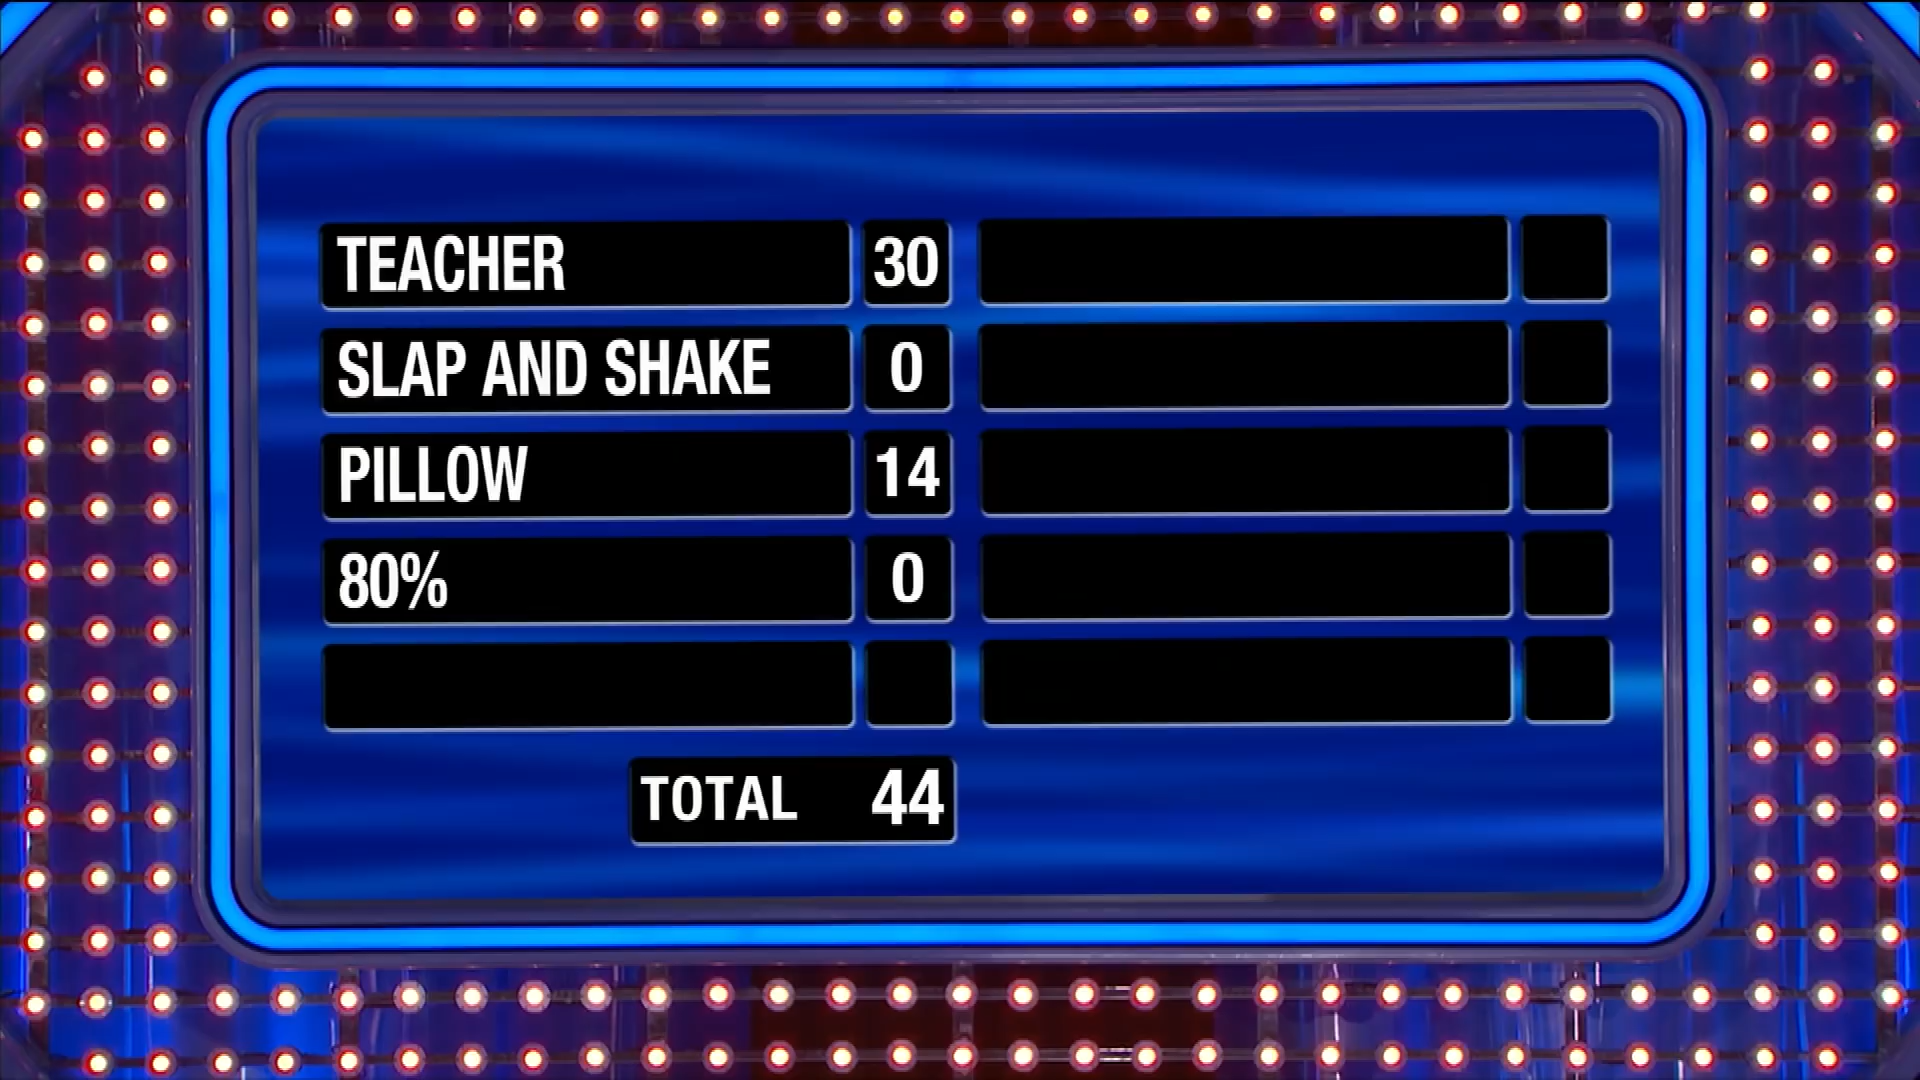 TEACHER 30
SLAP AND SHAKE 0
PILLOW 14
80% 0
TOTAL 44